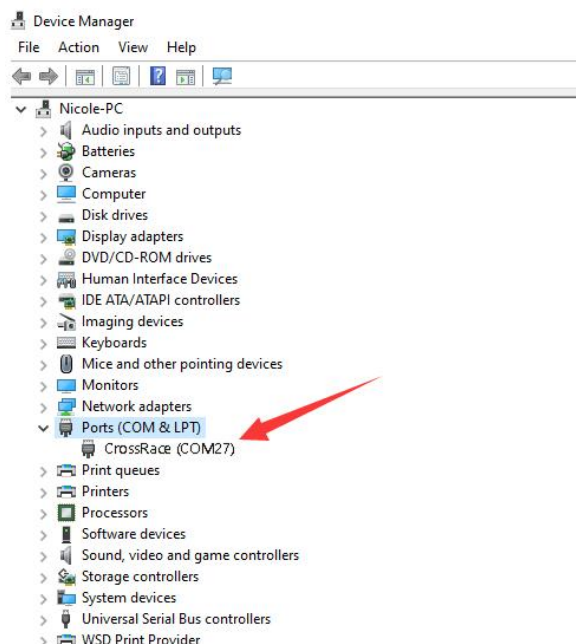 Device Manager
File Action View Help
Nicole-PC
Audio inputs and outputs
Batteries
Cameras
Computer
Disk drives
Display adapters
DVD/CD-ROM drives
Human Interface Devices
IDE ATA/ATAPI controllers
Imaging devices
Keyboards
Mice and other pointing devices
Monitors
Network adapters
Ports (COM & LPT)
CrossRace (COM27)
Print queues
Printers
Processors
Software devices
Sound, video and game controllers
Storage controllers
System devices
Universal Serial Bus controllers
WSD Print Provider